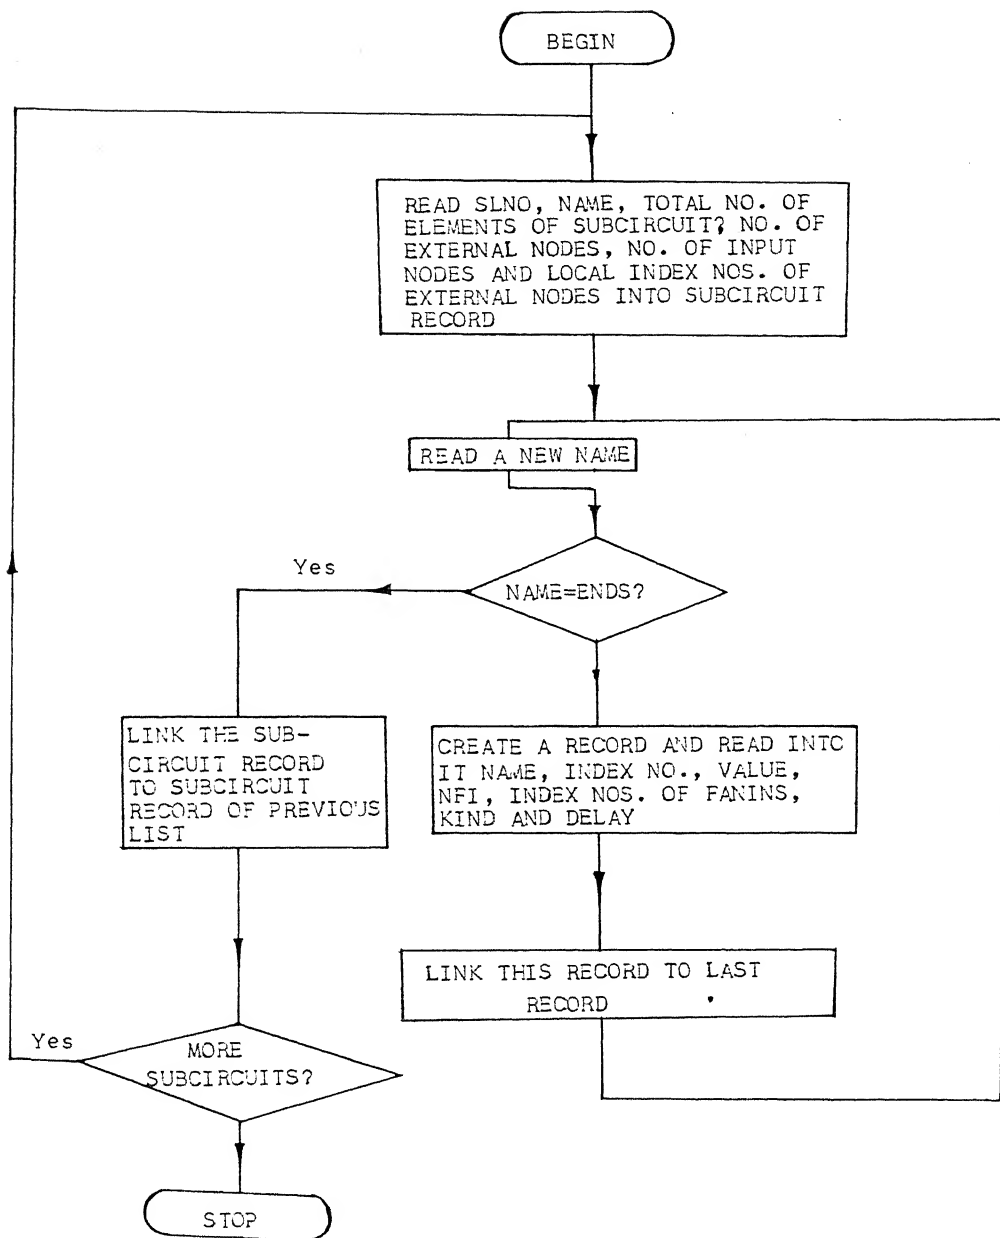 BEGIN
READ SLNO, NAME, TOTAL NO. OF
ELEMENTS OF SUBCIRCUIT? NO. OF
EXTERNAL NODES, NO. OF INPUT
NODES AND LOCAL INDEX NOS. OF
EXTERNAL NODES INTO SUBCIRCUIT
RECORD
READ A NEW NAME
Yes
NAME=ENDS?
LINK THE SUB-
CIRCUIT RECORD
TO SUBCIRCUIT
RECORD OF PREVIOUS
LIST
CREATE A RECORD AND READ INTO
IT NAME, INDEX NO., VALUE,
NFI, INDEX NOS. OF FANINS,
KIND AND DELAY
LINK THIS RECORD TO LAST
RECORD
Yes
MORE
SUBCIRCUITS?
STOP